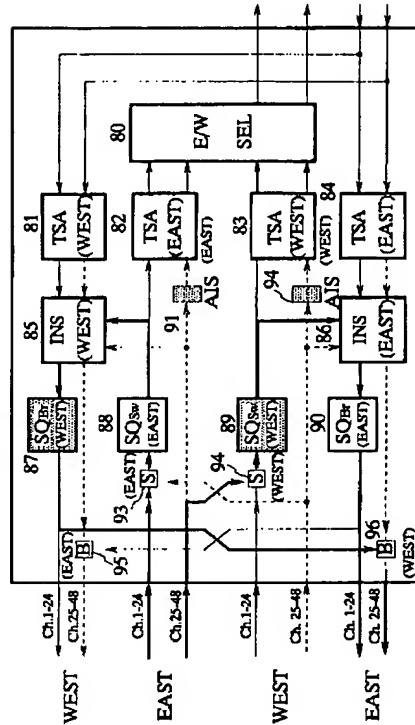 80
E/W
SEL
81
TSA
(WEST)
82
TSA
(EAST)
(EAST)
83
TSA
(WEST)
(WEST)
84
TSA
(EAST)
85
INS
(WEST)
91
AIS
94
AIS
86
INS
(EAST)
87
SQBr
(WEST)
88
SQSw
(EAST)
89
SQSw
(WEST)
90
SQBr
(EAST)
93
(EAST)
S
94
S
(WEST)
(EAST)
B
95
96
B
(WEST)
Ch.1-24
Ch.25-48
Ch.1-24
Ch.25-48
Ch.1-24
Ch.25-48
Ch.1-24
Ch. 25-48
WEST
EAST
WEST
EAST